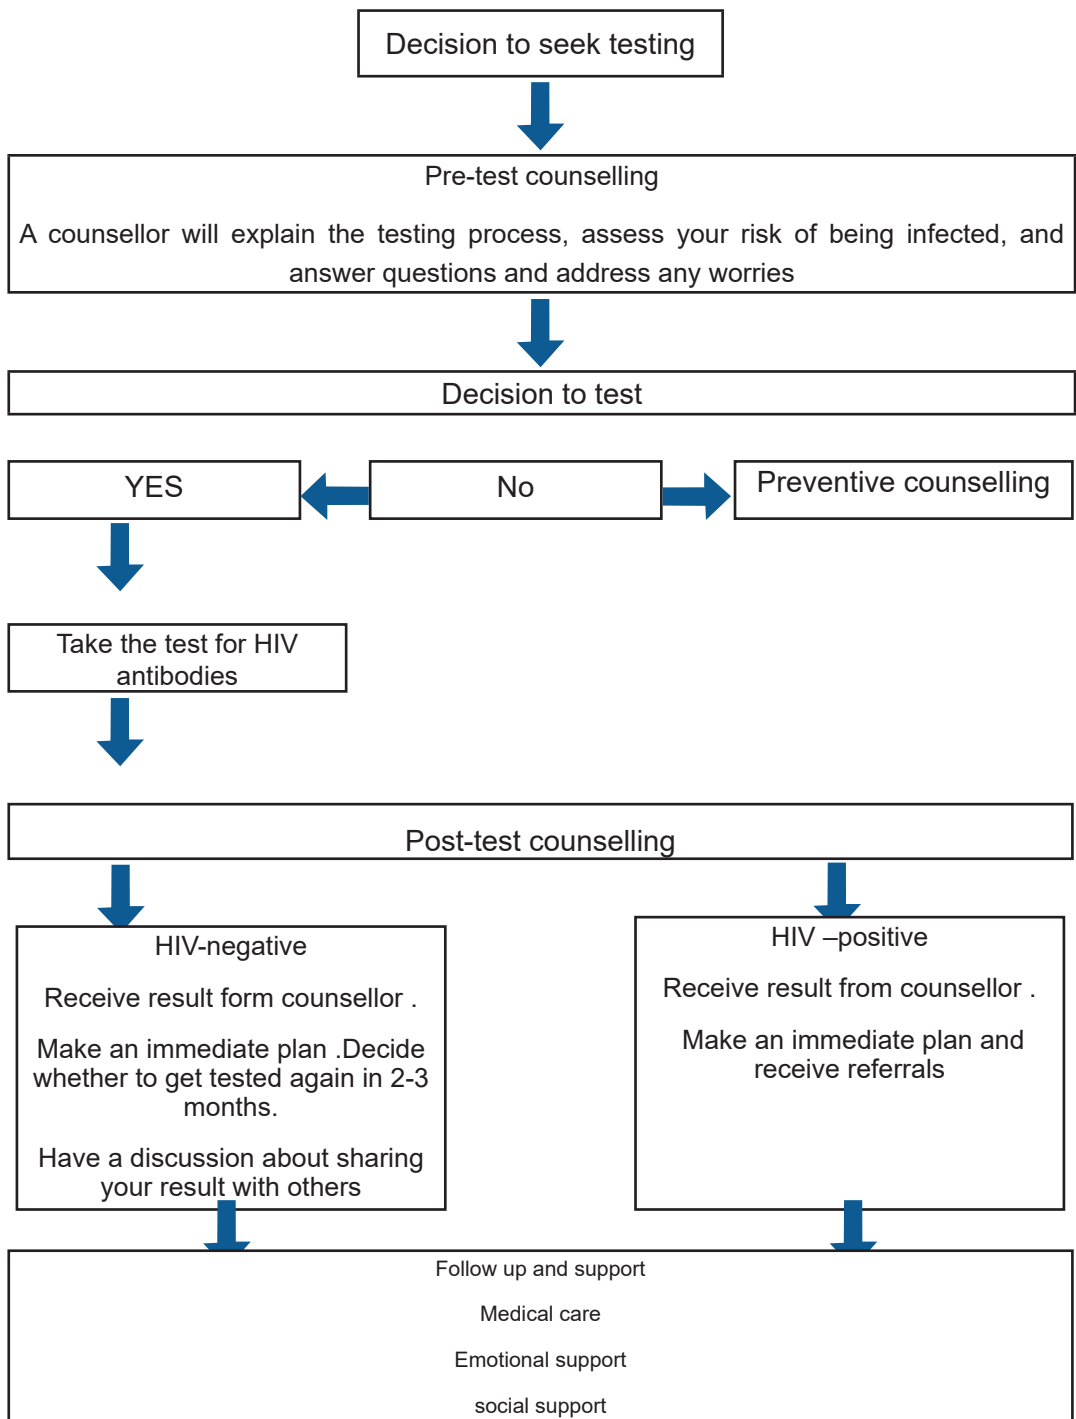 Decision to seek testing
Pre-test counselling
A counsellor will explain the testing process, assess your risk of being infected, and
answer questions and address any worries
Decision to test
YES
No
Preventive counselling
Take the test for HIV
antibodies
Post-test counselling
HIV-negative
Receive result form counsellor .
Make an immediate plan .Decide
whether to get tested again in 2-3
months.
Have a discussion about sharing
your result with others
HIV –positive
Receive result from counsellor .
Make an immediate plan and
receive referrals
Follow up and support
Medical care
Emotional support
social support